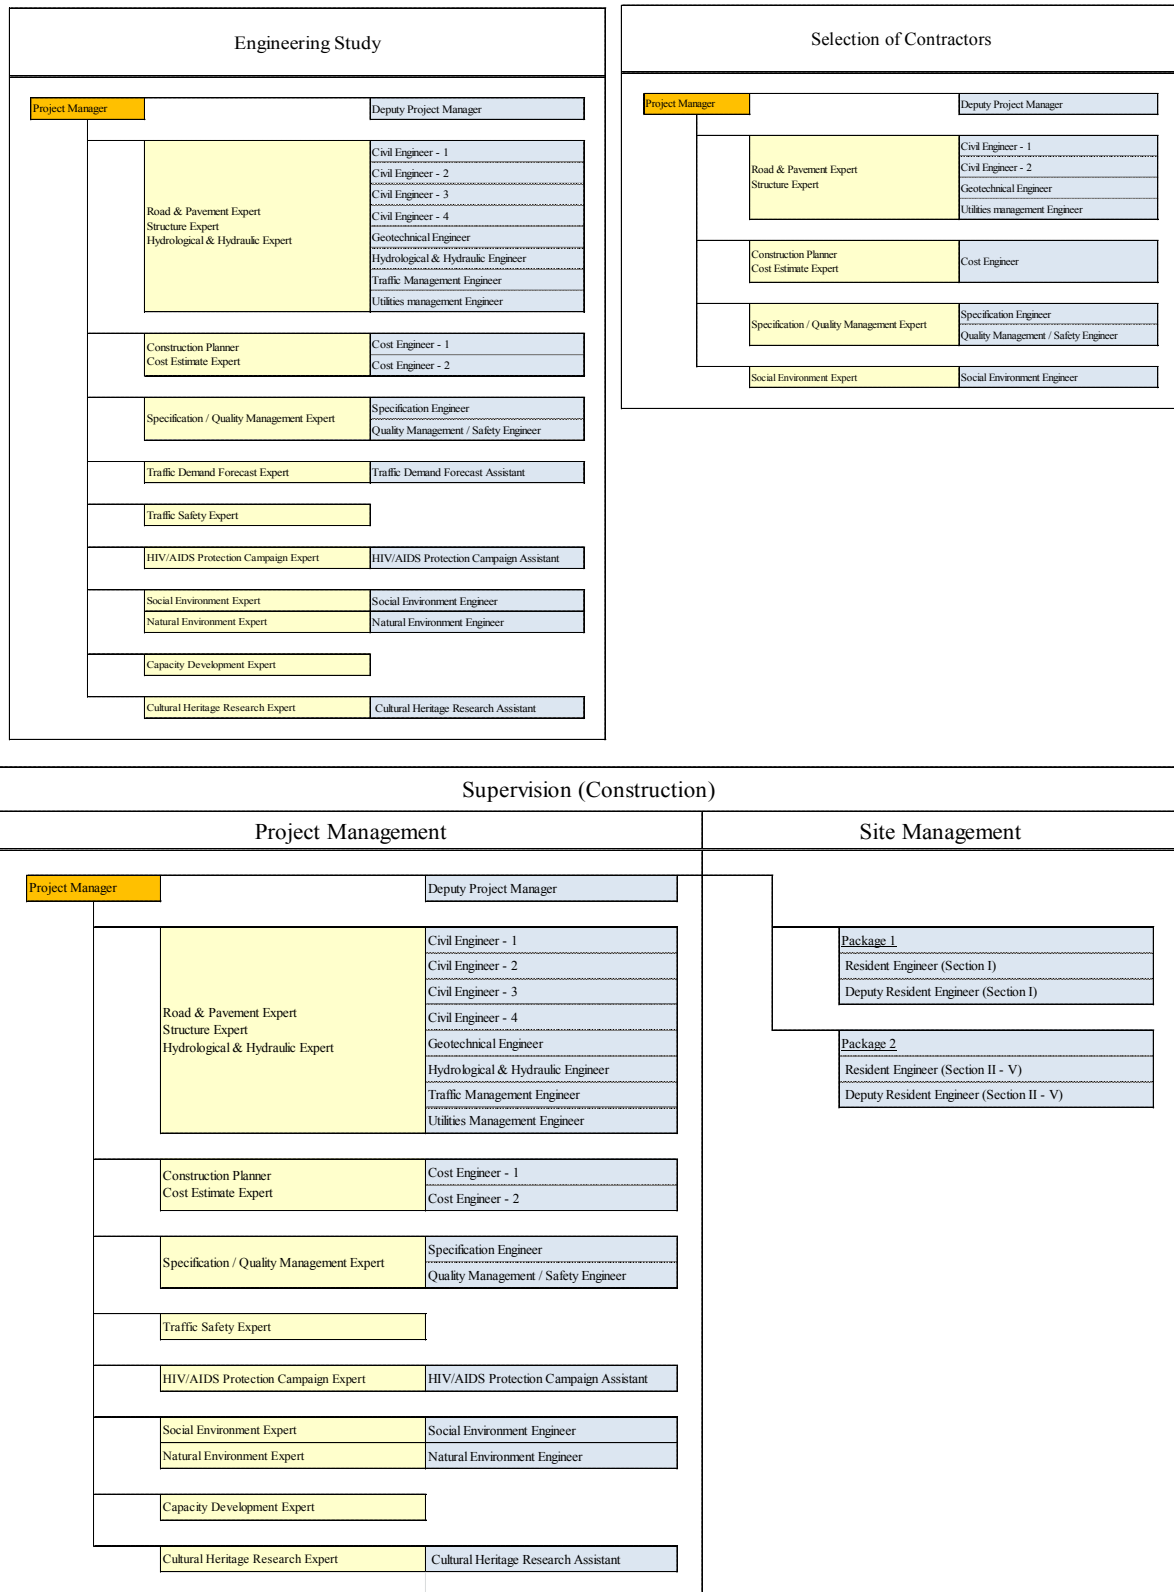 Engineering Study
Project Manager
Deputy Project Manager
Road & Pavement Expert
Structure Expert
Hydrological & Hydraulic Expert
Civil Engineer - 1
Civil Engineer - 2
Civil Engineer - 3
Civil Engineer - 4
Geotechnical Engineer
Hydrological & Hydraulic Engineer
Traffic Management Engineer
Utilities management Engineer
Construction Planner
Cost Estimate Expert
Cost Engineer - 1
Cost Engineer - 2
Specification / Quality Management Expert
Specification Engineer
Quality Management / Safety Engineer
Traffic Demand Forecast Expert
Traffic Demand Forecast Assistant
Traffic Safety Expert
HIV/AIDS Protection Campaign Expert
HIV/AIDS Protection Campaign Assistant
Social Environment Expert
Social Environment Engineer
Natural Environment Expert
Natural Environment Engineer
Capacity Development Expert
Cultural Heritage Research Expert
Cultural Heritage Research Assistant
Selection of Contractors
Project Manager
Deputy Project Manager
Road & Pavement Expert
Structure Expert
Civil Engineer - 1
Civil Engineer - 2
Geotechnical Engineer
Utilities management Engineer
Construction Planner
Cost Estimate Expert
Cost Engineer
Specification / Quality Management Expert
Specification Engineer
Quality Management / Safety Engineer
Social Environment Expert
Social Environment Engineer
Supervision (Construction)
Project Management
Project Manager
Deputy Project Manager
Road & Pavement Expert
Structure Expert
Hydrological & Hydraulic Expert
Civil Engineer - 1
Civil Engineer - 2
Civil Engineer - 3
Civil Engineer - 4
Geotechnical Engineer
Hydrological & Hydraulic Engineer
Traffic Management Engineer
Utilities Management Engineer
Construction Planner
Cost Estimate Expert
Cost Engineer - 1
Cost Engineer - 2
Specification / Quality Management Expert
Specification Engineer
Quality Management / Safety Engineer
Traffic Safety Expert
HIV/AIDS Protection Campaign Expert
HIV/AIDS Protection Campaign Assistant
Social Environment Expert
Social Environment Engineer
Natural Environment Expert
Natural Environment Engineer
Capacity Development Expert
Cultural Heritage Research Expert
Cultural Heritage Research Assistant
Site Management
Package 1
Resident Engineer (Section I)
Deputy Resident Engineer (Section I)
Package 2
Resident Engineer (Section II - V)
Deputy Resident Engineer (Section II - V)